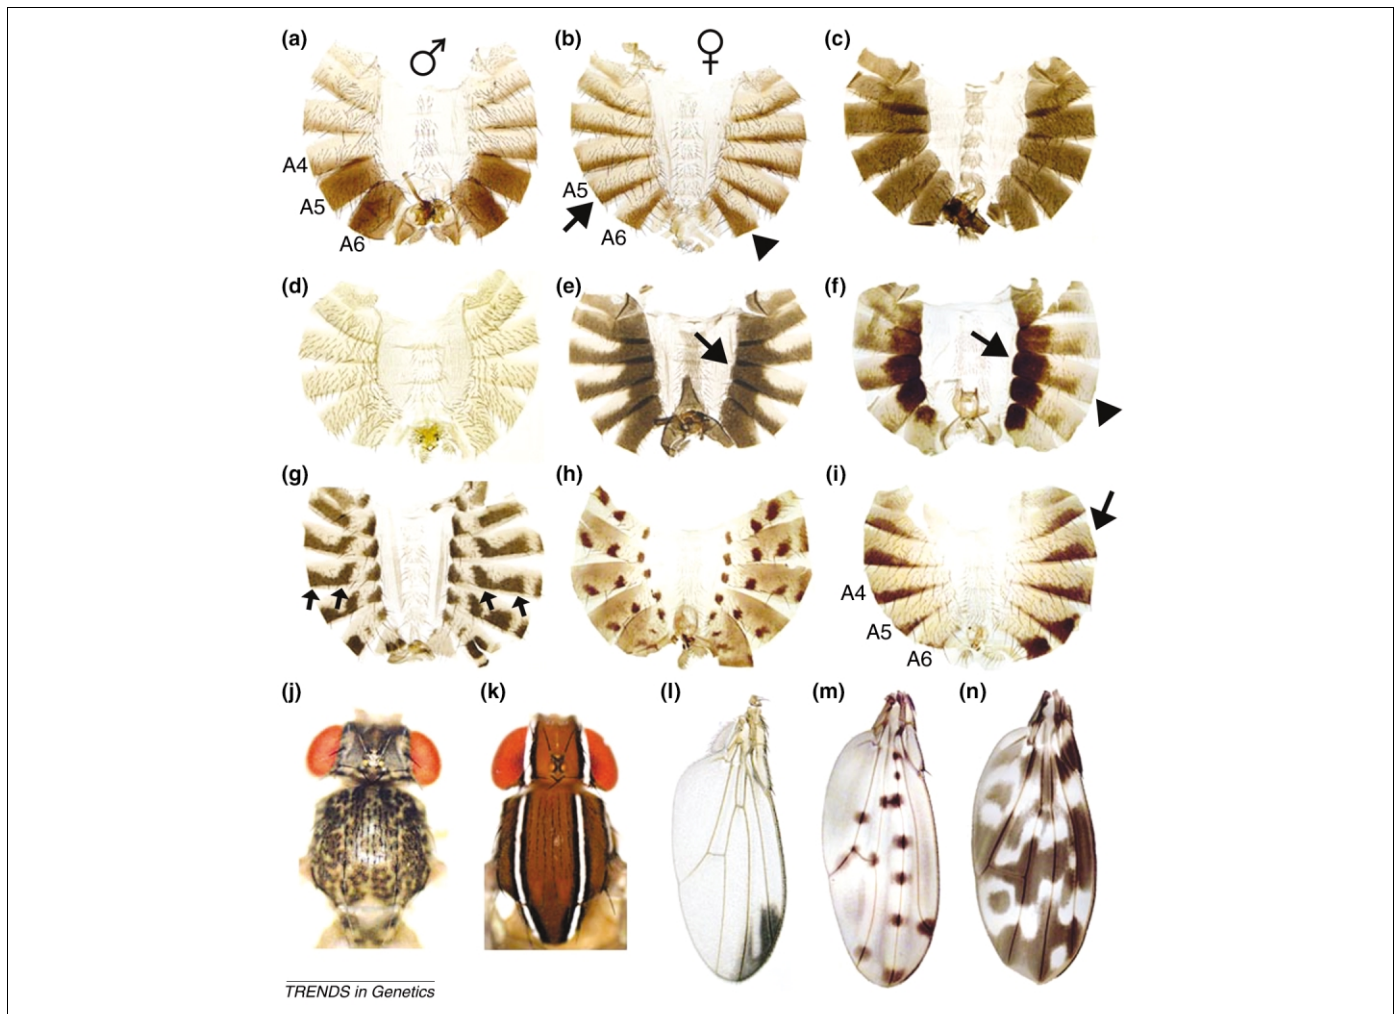 (a) ♂ (b) ♀ (c)
A4
A5
A6
A5
A6
(d) (e) (f)
(g) (h) (i)
A4
A5
A6
(j) (k) (l) (m) (n)
TRENDS in Genetics